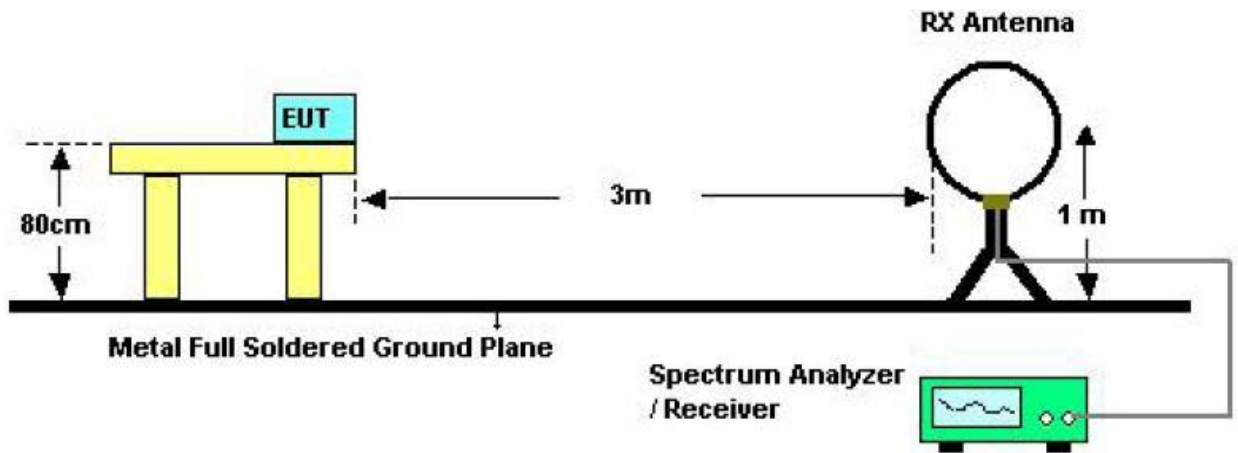 RX Antenna
EUT
3m
80cm
1 m
Metal Full Soldered Ground Plane
Spectrum Analyzer
/ Receiver